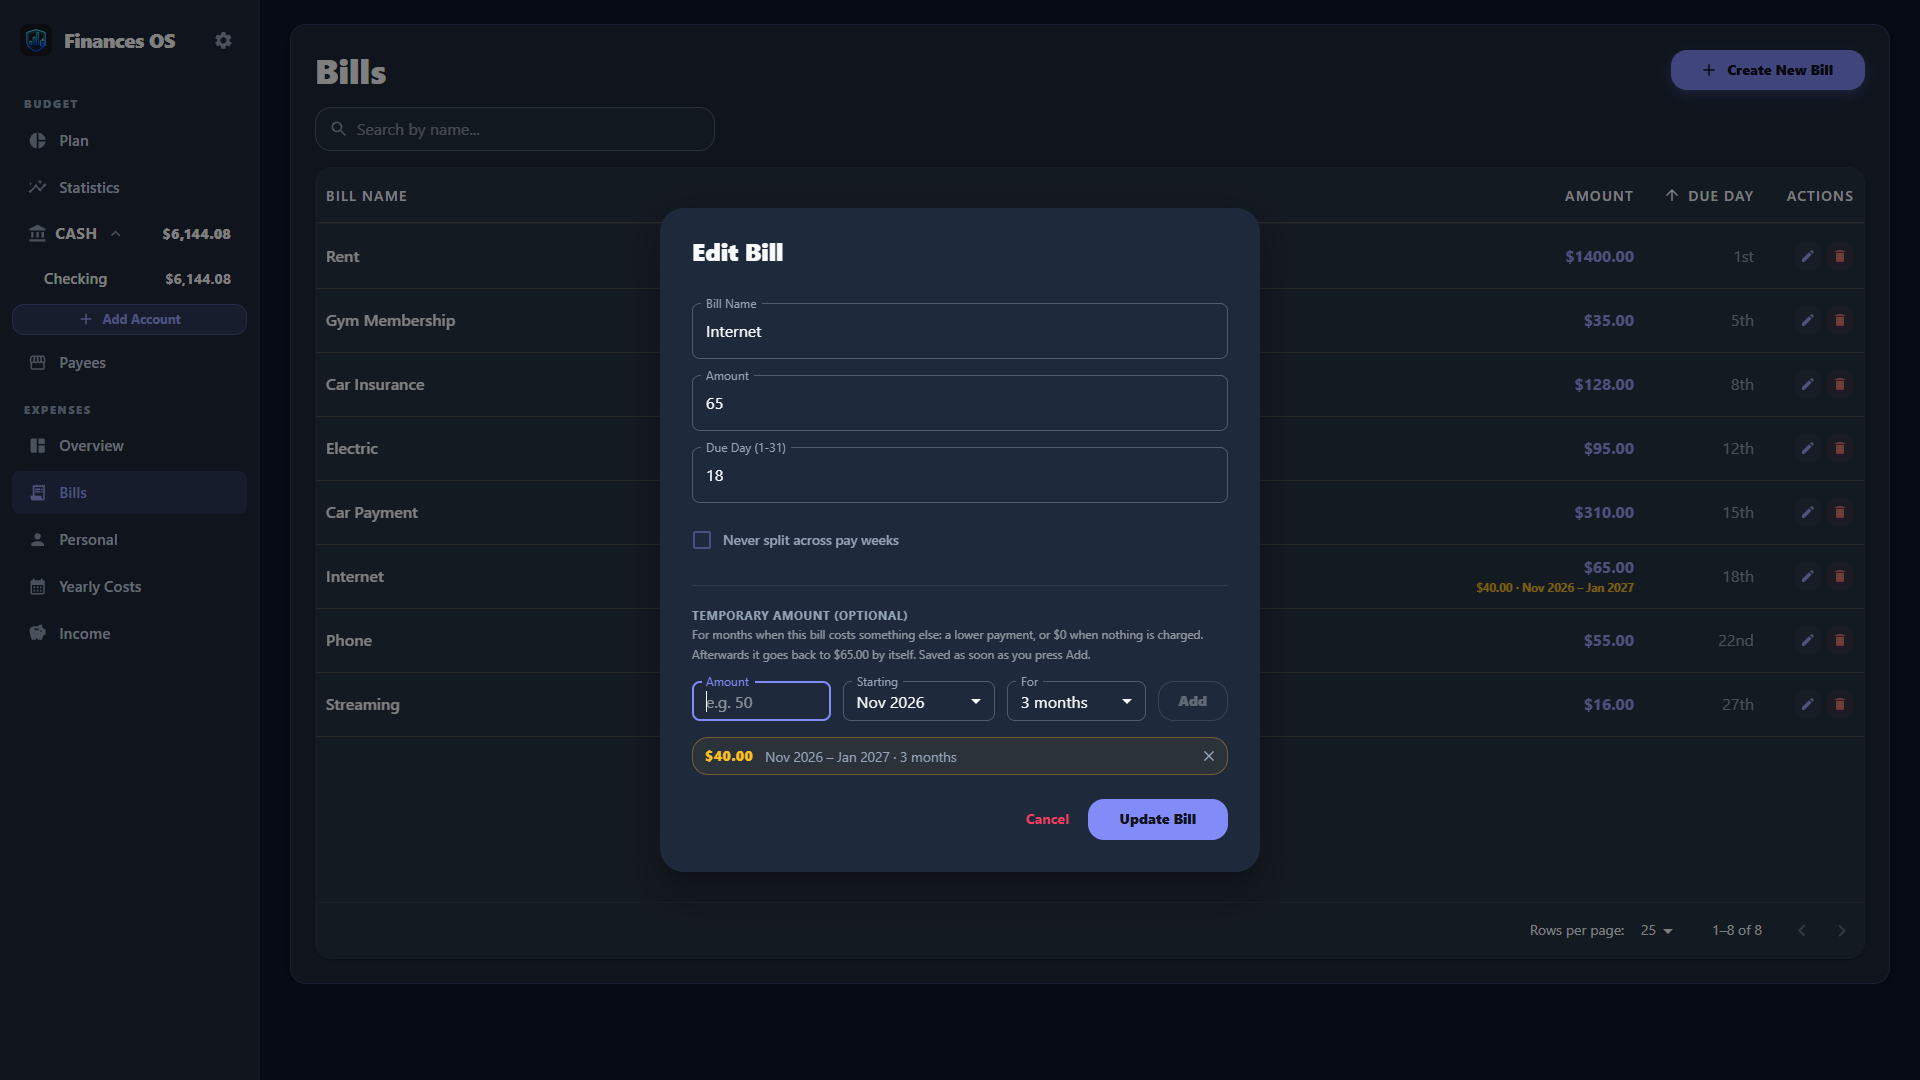 Finances OS
BUDGET
Plan
Statistics
CASH $6,144.08
Checking $6,144.08
+ Add Account
Payees
EXPENSES
Overview
Bills
Personal
Yearly Costs
Income
Bills
+ Create New Bill
Search by name...
BILL NAME AMOUNT ↑ DUE DAY ACTIONS
Rent $1400.00 1st
Gym Membership $35.00 5th
Car Insurance $128.00 8th
Electric $95.00 12th
Car Payment $310.00 15th
Internet $65.00 18th
$40.00 · Nov 2026 – Jan 2027
Phone $55.00 22nd
Streaming $16.00 27th
Rows per page: 25 1–8 of 8
Edit Bill
Bill Name
Internet
Amount
65
Due Day (1-31)
18
Never split across pay weeks
TEMPORARY AMOUNT (OPTIONAL)
For months when this bill costs something else: a lower payment, or $0 when nothing is charged.
Afterwards it goes back to $65.00 by itself. Saved as soon as you press Add.
Amount Starting For
e.g. 50 Nov 2026 3 months Add
$40.00 Nov 2026 – Jan 2027 · 3 months
Cancel Update Bill